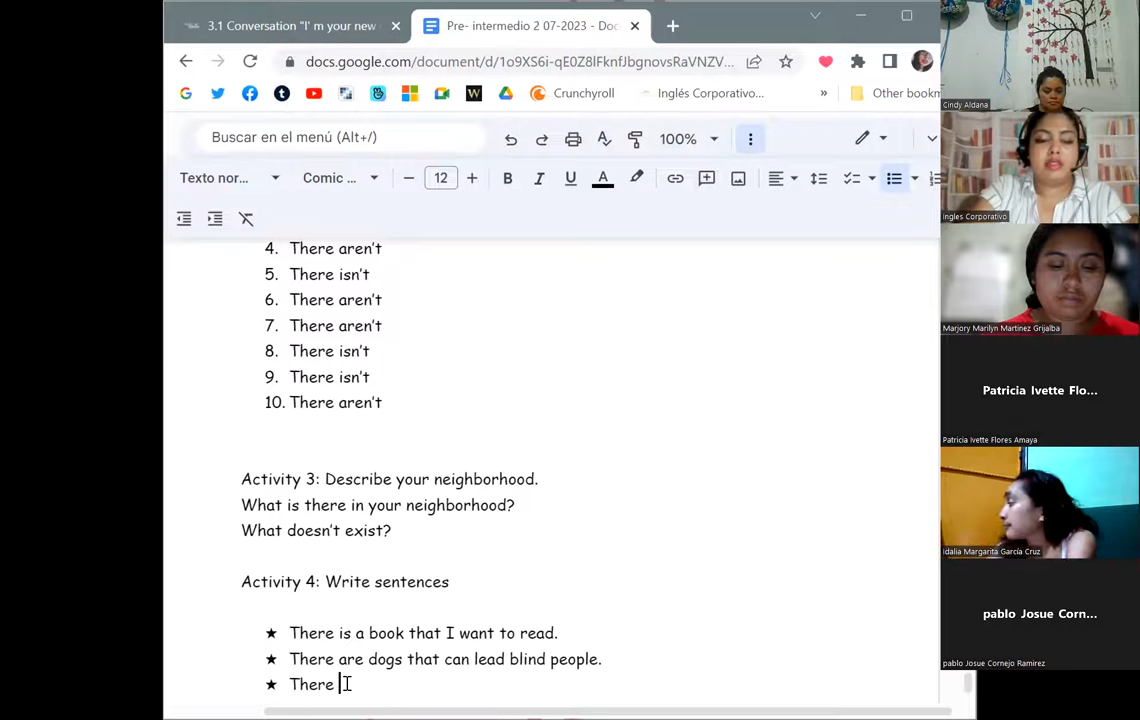 3.1 Conversation "I' m your new
Pre- intermedio 2 07-2023 - Doc
docs.google.com/document/d/1o9XS6i-qE0Z8lFknfJbgnovsRaVNZV...
Crunchyroll
Inglés Corporativo...
»
Other bookm
Buscar en el menú (Alt+/)
100%
Texto nor...
Comic ...
12
4. There aren't
5. There isn't
6. There aren't
7. There aren't
8. There isn't
9. There isn't
10. There aren't
Activity 3: Describe your neighborhood.
What is there in your neighborhood?
What doesn't exist?
Activity 4: Write sentences
★ There is a book that I want to read.
★ There are dogs that can lead blind people.
★ There
Cindy Aldana
Ingles Corporativo
Marjory Marilyn Martinez Grijalba
Patricia Ivette Flo...
Patricia Ivette Flores Amaya
Idalia Margarita García Cruz
pablo Josue Corn...
pablo Josue Cornejo Ramirez